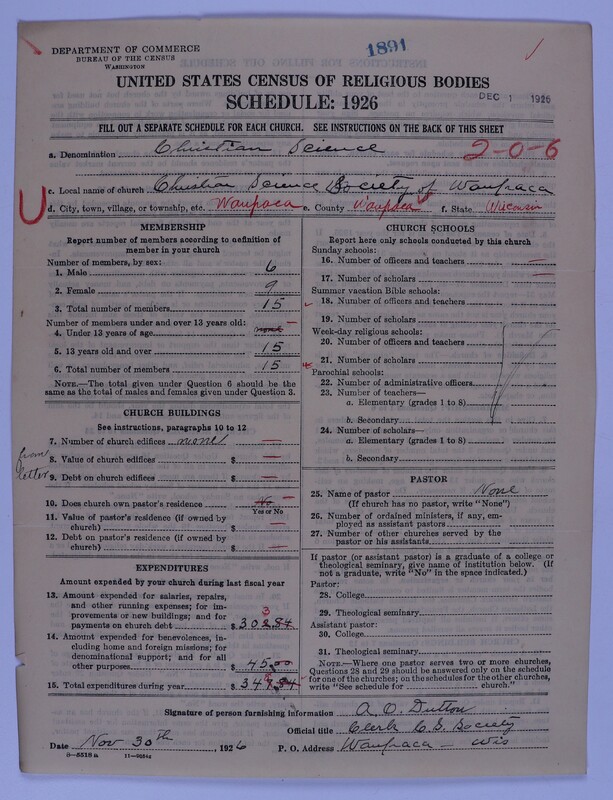 1891
DEPARTMENT OF COMMERCE
BUREAU OF THE CENSUS
WASHINGTON
UNITED STATES CENSUS OF RELIGIOUS BODIES
SCHEDULE: 1926
DEC 1 1926
FILL OUT A SEPARATE SCHEDULE FOR EACH CHURCH. SEE INSTRUCTIONS ON THE BACK OF THIS SHEET
a. Denomination Christian Science
2-0-6
c. Local name of church Christian Science Society of Waupaca
U
d. City, town, village, or township, etc. Waupaca e. County Waupaca f. State Wisconsin
MEMBERSHIP
Report number of members according to definition of
member in your church
Number of members, by sex:
1. Male 6
2. Female 9
3. Total number of members 15
Number of members under and over 13 years old:
4. Under 13 years of age none –
5. 13 years old and over 15
6. Total number of members 15
NOTE.—The total given under Question 6 should be
same as the total of males and females given under Question 3.
CHURCH BUILDINGS
See instructions, paragraphs 10 to 12
7. Number of church edifices none —
from
letter
8. Value of church edifices $ —
9. Debt on church edifices $ —
10. Does church own pastor's residence No –
Yes or No
11. Value of pastor's residence (if owned by
church) $ —
12. Debt on pastor's residence (if owned by
church) $ —
EXPENDITURES
Amount expended by your church during last fiscal year
13. Amount expended for salaries, repairs,
and other running expenses; for im-
provements or new buildings; and for
payments on church debt $
14. Amount expended for benevolences,
including home and foreign missions; for
denominational support; and for all
other purposes $ 45.00
15. Total expenditures during year $
CHURCH SCHOOLS
Report here only schools conducted by this church
Sunday schools:
16. Number of officers and teachers —
17. Number of scholars —
Summer vacation Bible schools:
18. Number of officers and teachers
19. Number of scholars
Week-day religious schools:
20. Number of officers and teachers
21. Number of scholars
Parochial schools:
22. Number of administrative officers
23. Number of teachers—
a. Elementary (grades 1 to 8)
b. Secondary
24. Number of scholars—
a. Elementary (grades 1 to 8)
b. Secondary
PASTOR
25. Name of pastor None
(If church has no pastor, write "None")
26. Number of ordained ministers, if any, em-
ployed as assistant pastors
27. Number of other churches served by the
pastor or his assistants
If pastor (or assistant pastor) is a graduate of a college or
theological seminary, give name of institution below. (If
not a graduate, write "No" in the space indicated.)
Pastor:
28. College
29. Theological seminary
Assistant pastor:
30. College
31. Theological seminary
NOTE.—Where one pastor serves two or more churches,
Questions 28 and 29 should be answered only on the schedule
for one of the churches; on the schedules for the other churches,
write "See schedule for church."
Signature of person furnishing information A. O. Dutton
Official title Clerk C.S. Society
Date Nov 30th, 1926 P. O. Address Waupaca – Wis